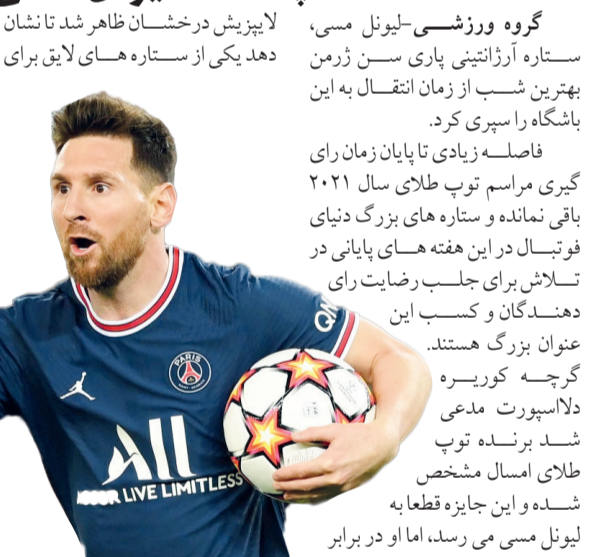 گروه ورزشی-لیونل مسی،
ستاره آرژانتینی پاری سن ژرمن
بهترین شب از زمان انتقال به این
باشگاه را سپری کرد.
فاصله زیادی تا پایان زمان رای
گیری مراسم توپ طلای سال ۲۰۲۱
باقی نمانده و ستاره های بزرگ دنیای
فوتبال در این هفته های پایانی در
تلاش برای جلب رضایت رای
دهندگان و کسب این
عنوان بزرگ هستند.
گرچه کوریره
دلااسپورت مدعی
شد برنده توپ
طلای امسال مشخص
شده و این جایزه قطعا به
لیونل مسی می رسد، اما او در برابر
لایپزیش درخشان ظاهر شد تا نشان
دهد یکی از ستاره های لایق برای
PARIS
ALL
LIVE LIMITLESS